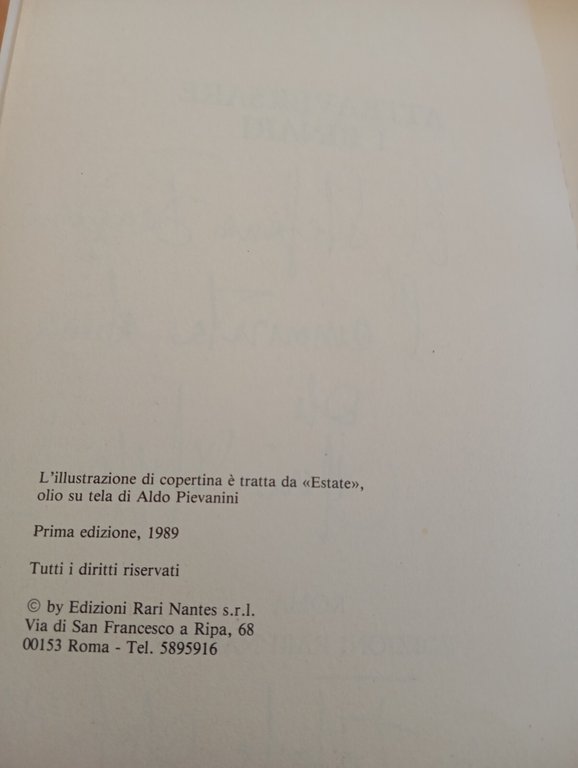 L'illustrazione di copertina è tratta da «Estate»,
olio su tela di Aldo Pievanini
Prima edizione, 1989
Tutti i diritti riservati
© by Edizioni Rari Nantes s.r.l.
Via di San Francesco a Ripa, 68
00153 Roma - Tel. 5895916